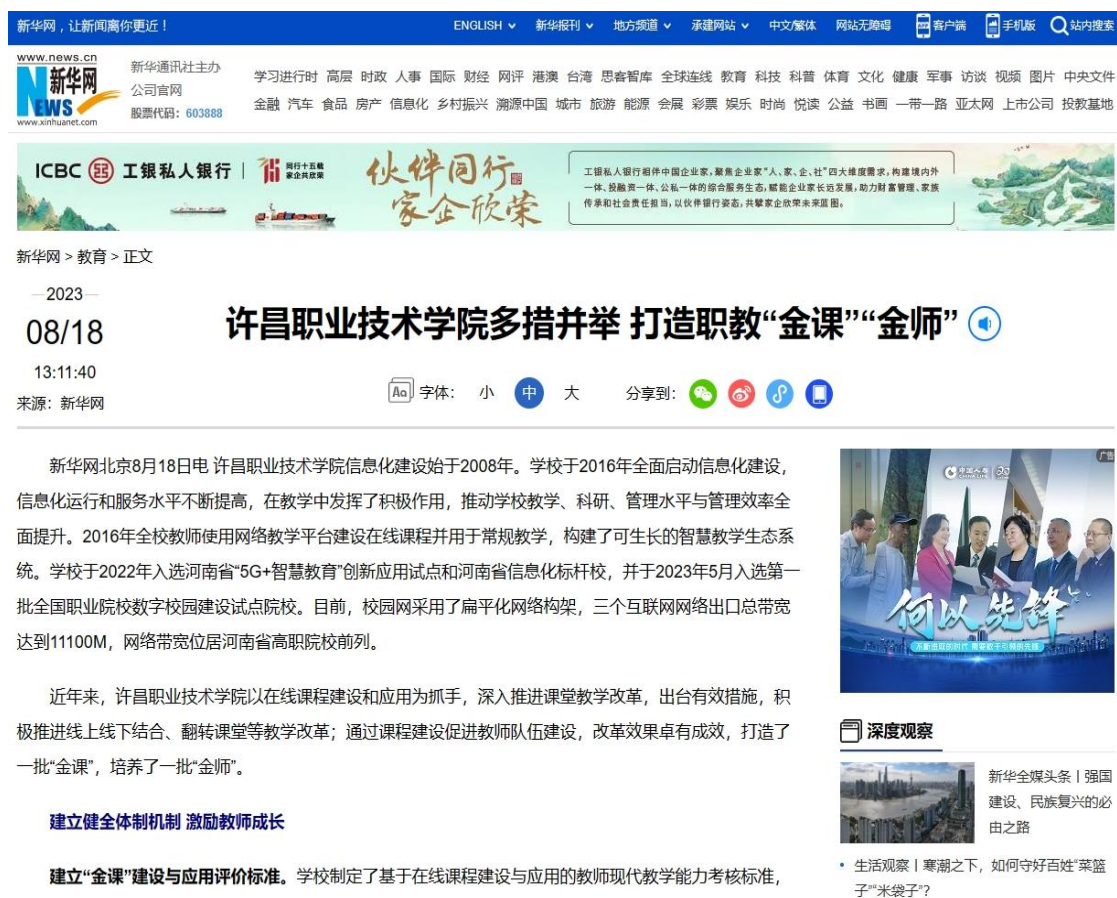 新华网，让新闻离你更近！ ENGLISH 新华报刊 地方频道 承建网站 中文/繁体 网站无障碍 客户端 手机版 站内搜索
www.news.cn
新华网
NEWS
www.xinhuanet.com
新华通讯社主办
公司官网
股票代码：603888
学习进行时 高层 时政 人事 国际 财经 网评 港澳 台湾 思客智库 全球连线 教育 科技 科普 体育 文化 健康 军事 访谈 视频 图片 中央文件
金融 汽车 食品 房产 信息化 乡村振兴 溯源中国 城市 旅游 能源 会展 彩票 娱乐 时尚 悦读 公益 书画 一带一路 亚太网 上市公司 投教基地
ICBC 工银私人银行
同行十五载
家企共欣荣
伙伴同行
家企欣荣
工银私人银行相伴中国企业家，聚焦企业家“人、家、企、社”四大维度需求，构建境内外
一体、投融资一体、公私一体的综合服务生态，赋能企业家长远发展，助力财富管理、家族
传承和社会责任担当，以伙伴银行姿态，共擘家企欣荣未来蓝图。
新华网 > 教育 > 正文
2023
08/18
13:11:40
来源：新华网
许昌职业技术学院多措并举 打造职教“金课”“金师”
Aa 字体： 小 中 大 分享到：
新华网北京8月18日电 许昌职业技术学院信息化建设始于2008年。学校于2016年全面启动信息化建设，
信息化运行和服务水平不断提高，在教学中发挥了积极作用，推动学校教学、科研、管理水平与管理效率全
面提升。2016年全校教师使用网络教学平台建设在线课程并用于常规教学，构建了可生长的智慧教学生态系
统。学校于2022年入选河南省“5G+智慧教育”创新应用试点和河南省信息化标杆校，并于2023年5月入选第一
批全国职业院校数字校园建设试点院校。目前，校园网采用了扁平化网络构架，三个互联网网络出口总带宽
达到11100M，网络带宽位居河南省高职院校前列。
近年来，许昌职业技术学院以在线课程建设和应用为抓手，深入推进课堂教学改革，出台有效措施，积
极推进线上线下结合、翻转课堂等教学改革；通过课程建设促进教师队伍建设，改革效果卓有成效，打造了
一批“金课”，培养了一批“金师”。
建立健全体制机制 激励教师成长
建立“金课”建设与应用评价标准。学校制定了基于在线课程建设与应用的教师现代教学能力考核标准，
广告
中国人寿
CHINA LIFE
何以先锋
不断进取的时代 需要敢于引领的先锋
深度观察
新华全媒头条丨强国
建设、民族复兴的必
由之路
生活观察丨寒潮之下，如何守好百姓“菜篮
子”“米袋子”?